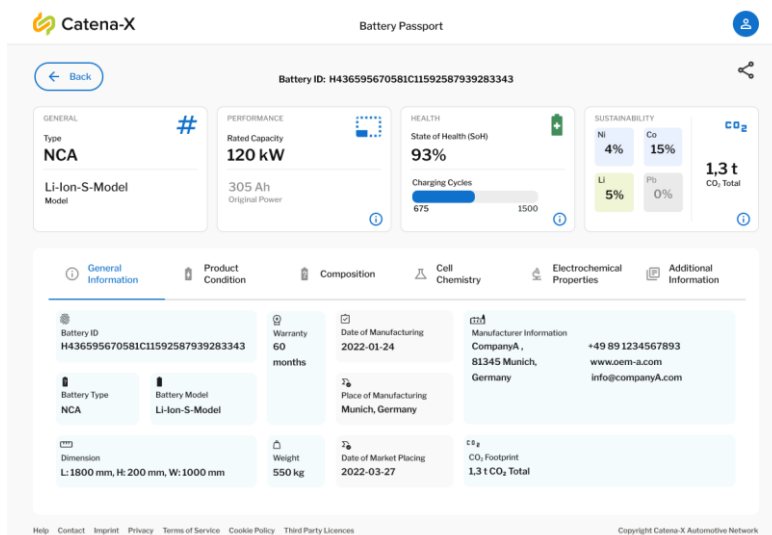 Catena-X
Battery Passport
Back
Battery ID: H436595670581C11592587939283343
GENERAL
#
Type
NCA
Li-Ion-S-Model
Model
PERFORMANCE
Rated Capacity
120 kW
305 Ah
Original Power
HEALTH
State of Health (SoH)
93%
Charging Cycles
675 1500
SUSTAINABILITY
CO2
Ni
4%
Co
15%
Li
5%
Pb
0%
1,3 t
CO₂ Total
General
Information
Product
Condition
Composition
Cell
Chemistry
Electrochemical
Properties
Additional
Information
Battery ID
H436595670581C11592587939283343
Warranty
60
months
Date of Manufacturing
2022-01-24
Manufacturer Information
CompanyA , +49 891234567893
81345 Munich, www.oem-a.com
Germany info@companyA.com
Battery Type
NCA
Battery Model
Li-Ion-S-Model
Place of Manufacturing
Munich, Germany
Dimension
L: 1800 mm, H: 200 mm, W: 1000 mm
Weight
550 kg
Date of Market Placing
2022-03-27
CO2
CO₂ Footprint
1,3 t CO₂ Total
Help Contact Imprint Privacy Terms of Service Cookie Policy Third Party Licences Copyright Catena-X Automotive Network